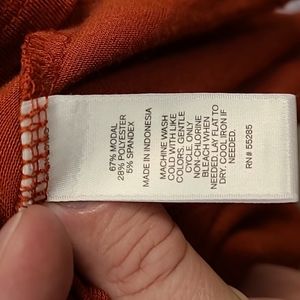 67% MODAL
28% POLYESTER
5% SPANDEX
MADE IN INDONESIA
MACHINE WASH
COLD WITH LIKE
COLORS, GENTLE
CYCLE. ONLY
NON-CHLORINE
BLEACH WHEN
NEEDED. LAY FLAT TO
DRY. COOL IRON IF
NEEDED.
RN# 55285